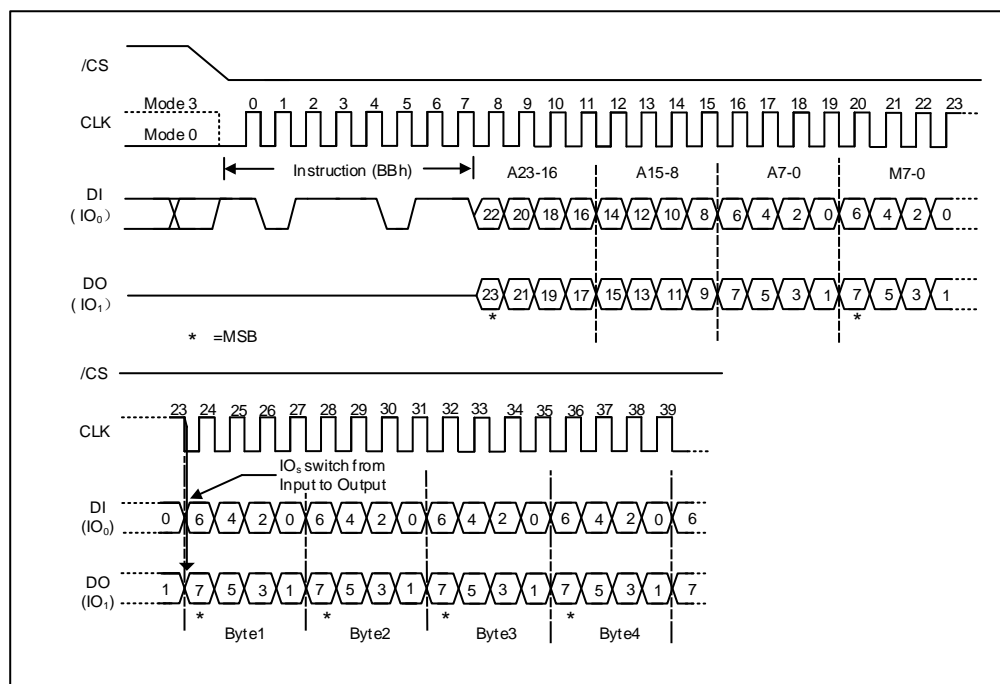 /CS
Mode 3 0 1 2 3 4 5 6 7 8 9 10 11 12 13 14 15 16 17 18 19 20 21 22 23
CLK
Mode 0
Instruction (BBh) A23-16 A15-8 A7-0 M7-0
DI
( IO₀ )
22 20 18 16 14 12 10 8 6 4 2 0 6 4 2 0
DO
( IO₁ )
23 21 19 17 15 13 11 9 7 5 3 1 7 5 3 1
* *
* =MSB
/CS
23 24 25 26 27 28 29 30 31 32 33 34 35 36 37 38 39
CLK
IOₛ switch from
Input to Output
DI
(IO₀)
0 6 4 2 0 6 4 2 0 6 4 2 0 6 4 2 0 6
DO
(IO₁)
1 7 5 3 1 7 5 3 1 7 5 3 1 7 5 3 1 7
* * * *
Byte1 Byte2 Byte3 Byte4